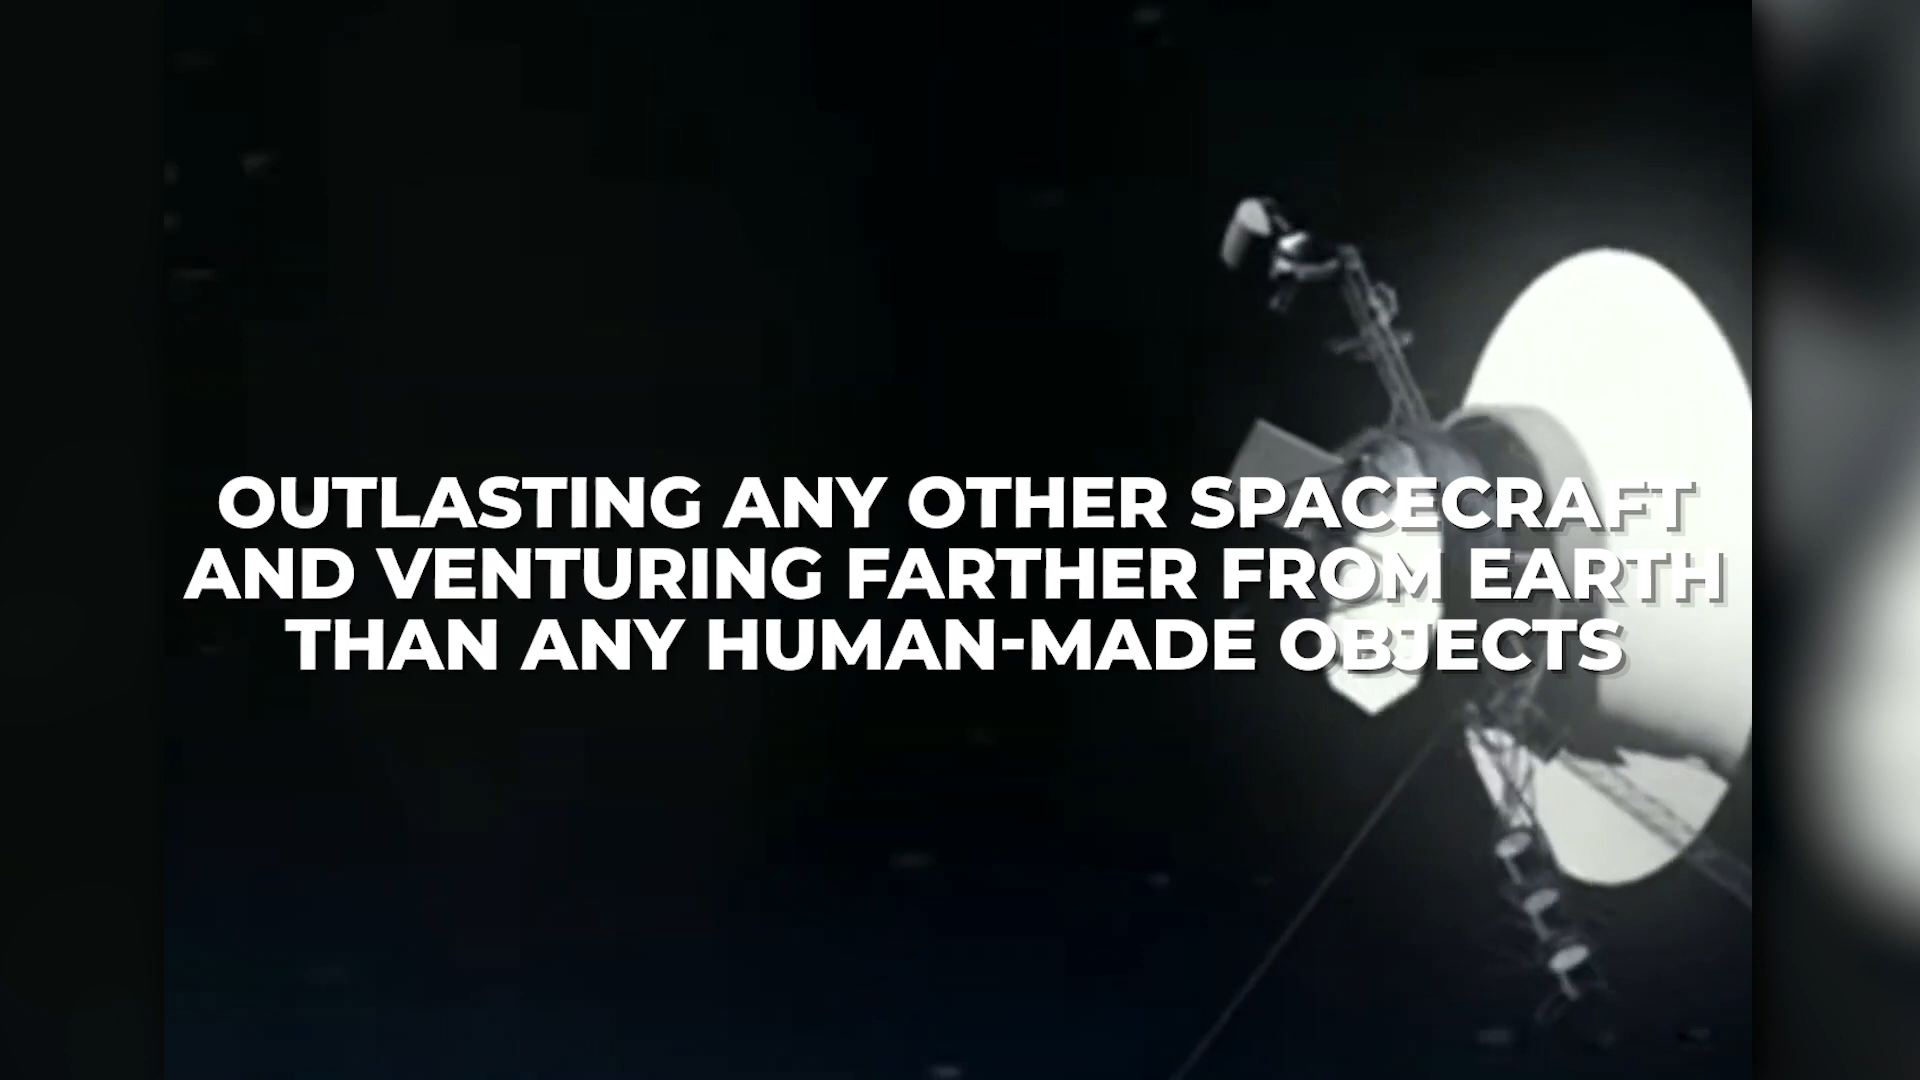 OUTLASTING ANY OTHER SPACECRAFT
AND VENTURING FARTHER FROM EARTH
THAN ANY HUMAN-MADE OBJECTS